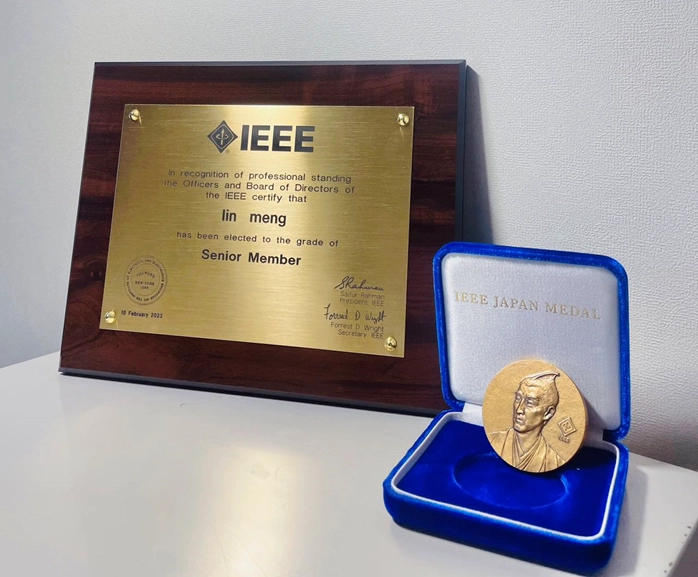 IEEE
In recognition of professional standing
the Officers and Board of Directors of
the IEEE certify that
lin meng
has been elected to the grade of
Senior Member
Saifur Rahman
President, IEEE
Forrest D. Wright
Secretary, IEEE
10 February 2023
IEEE JAPAN MEDAL